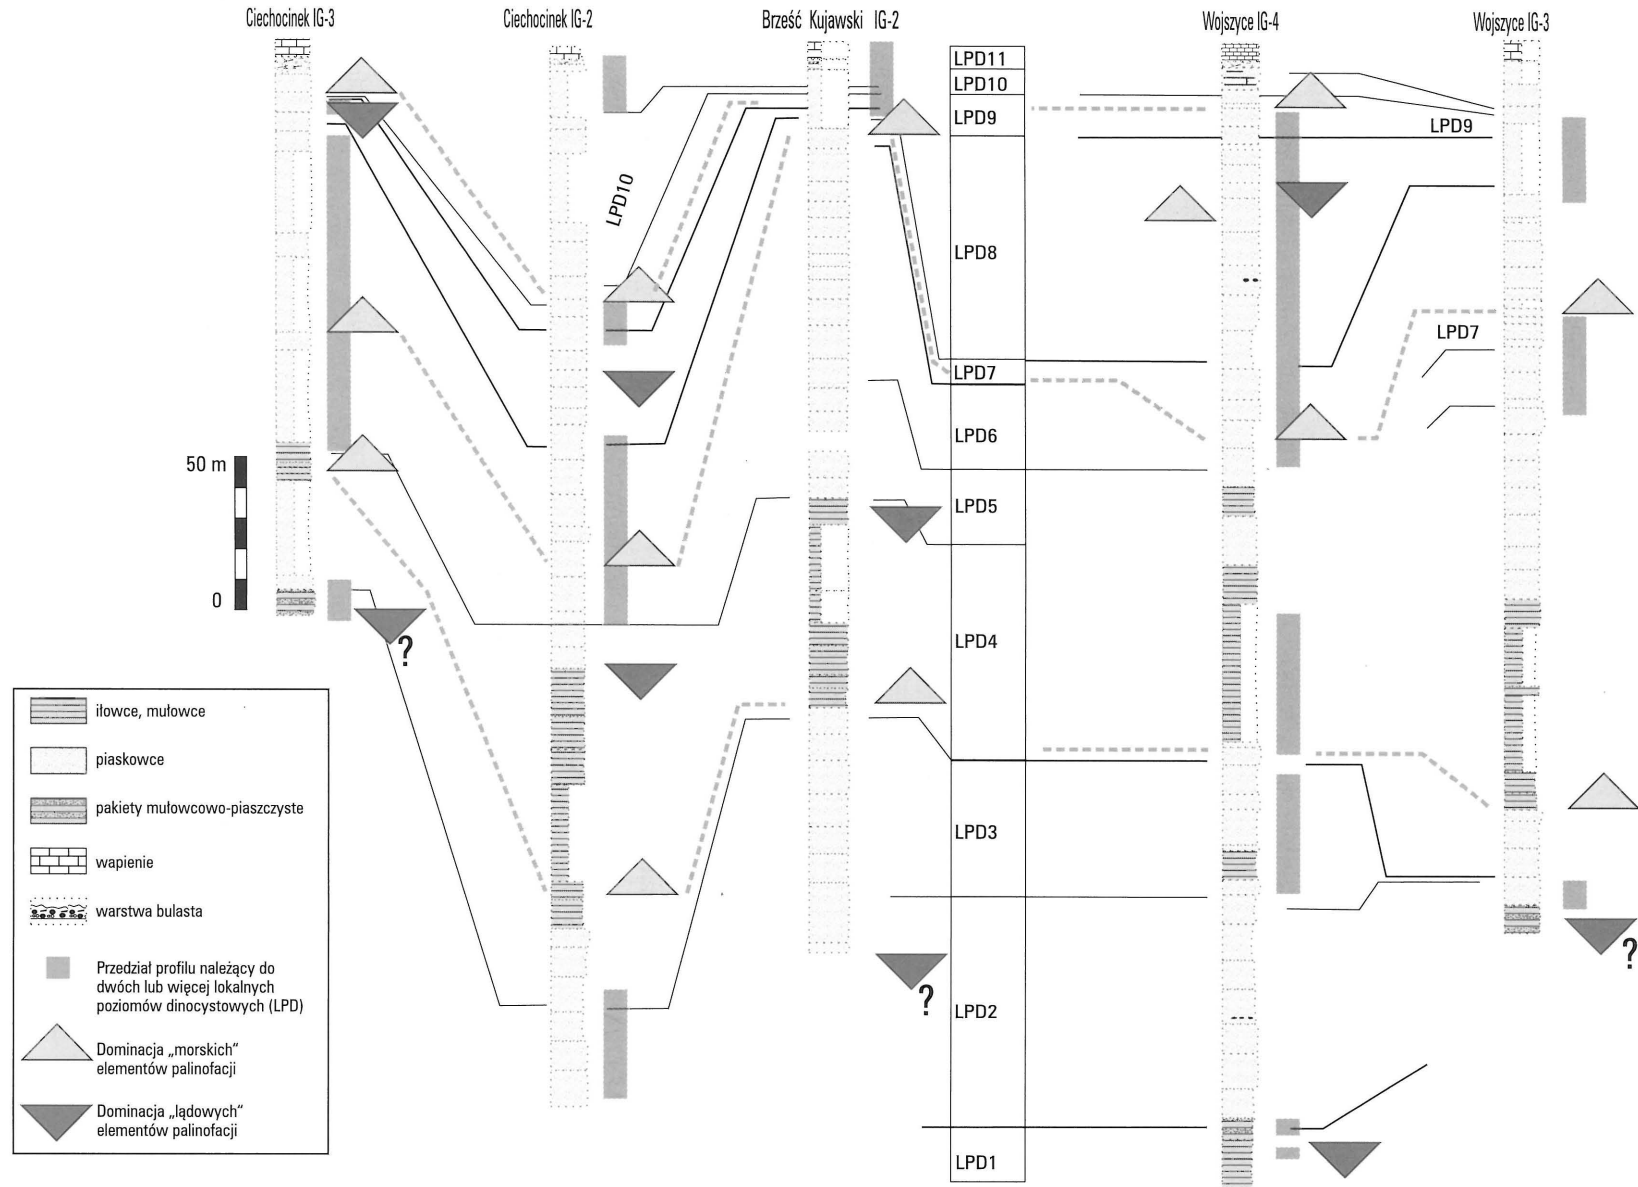 Ciechocinek IG-3
Ciechocinek IG-2
Brześć Kujawski IG-2
Wojszyce IG-4
Wojszyce IG-3
LPD11
LPD10
LPD9
LPD8
LPD7
LPD6
LPD5
LPD4
LPD3
LPD2
LPD1
LPD10
LPD9
LPD7
50 m
0
?
?
?
iłowce, mułowce
piaskowce
pakiety mułowcowo-piaszczyste
wapienie
warstwa bulasta
Przedział profilu należący do
dwóch lub więcej lokalnych
poziomów dinocystowych (LPD)
Dominacja „morskich“
elementów palinofacji
Dominacja „lądowych“
elementów palinofacji